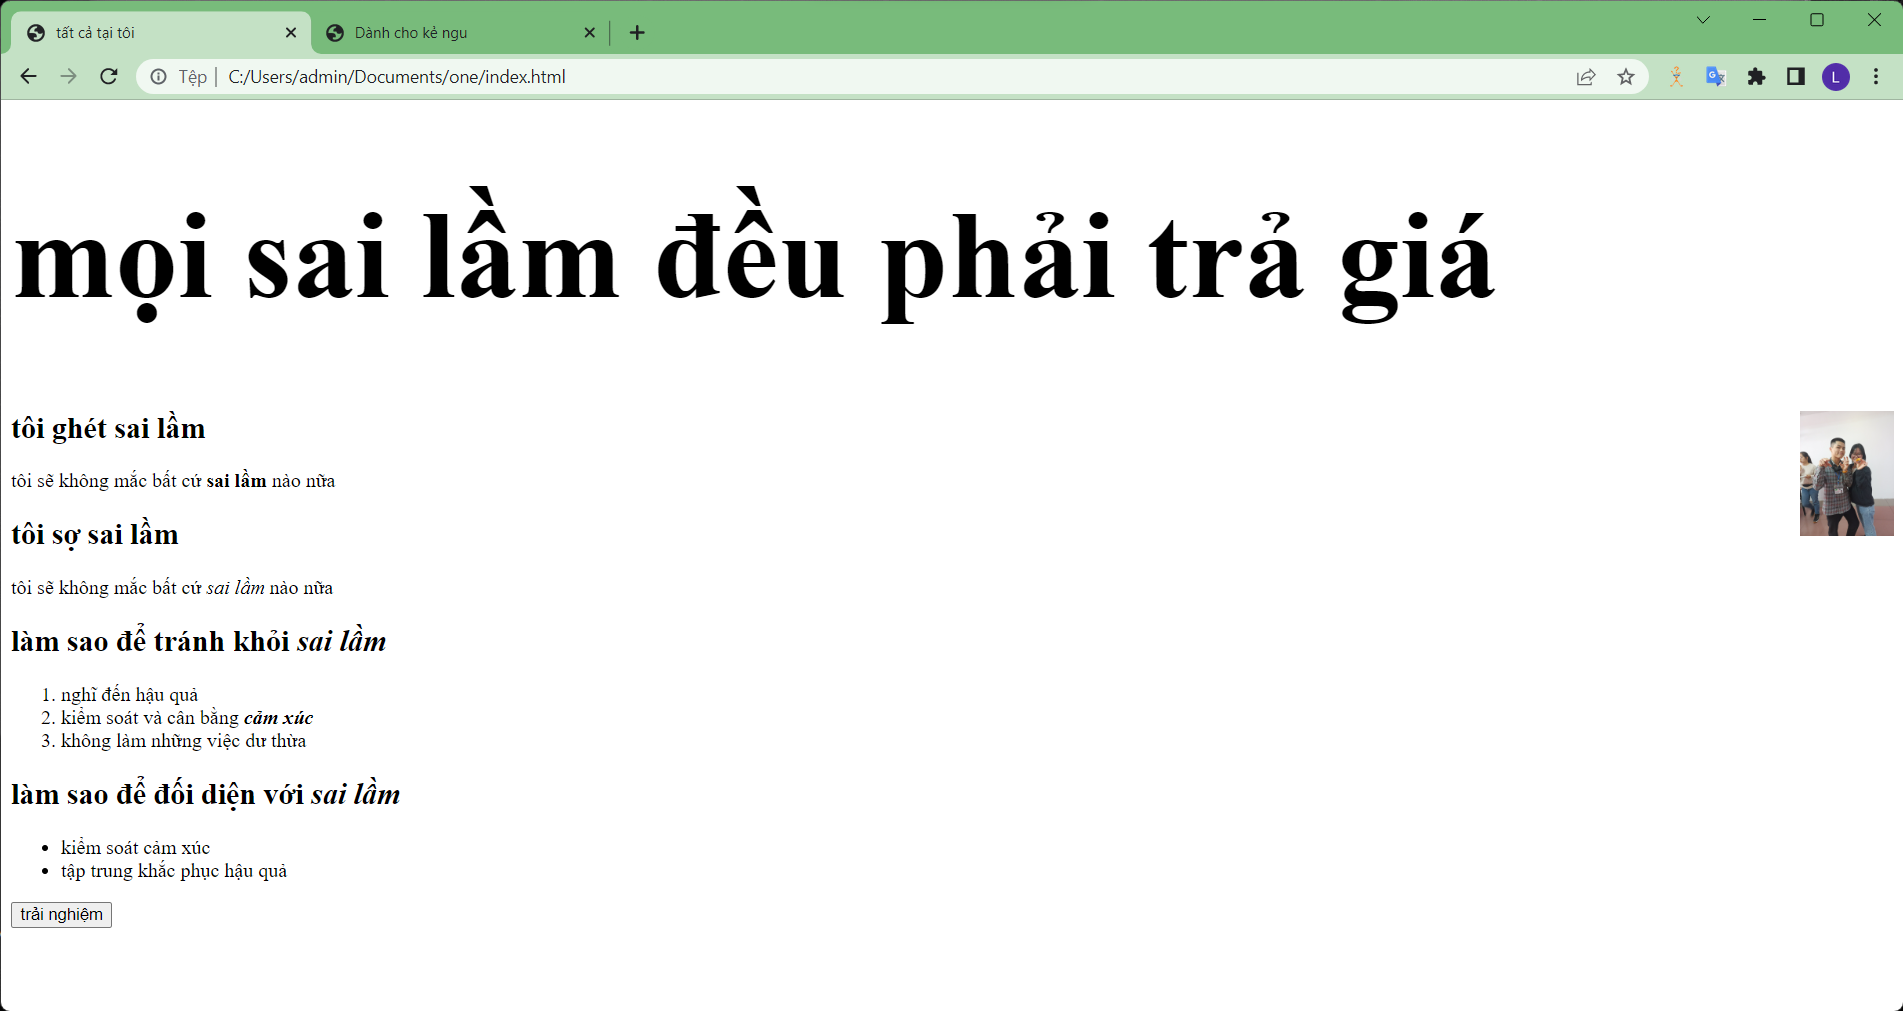 tất cả tại tôi
Dành cho kẻ ngu
Tệp | C:/Users/admin/Documents/one/index.html
L
mọi sai lầm đều phải trả giá
tôi ghét sai lầm
tôi sẽ không mắc bất cứ sai lầm nào nữa
tôi sợ sai lầm
tôi sẽ không mắc bất cứ sai lầm nào nữa
làm sao để tránh khỏi sai lầm
1. nghĩ đến hậu quả
2. kiểm soát và cân bằng cảm xúc
3. không làm những việc dư thừa
làm sao để đối diện với sai lầm
• kiểm soát cảm xúc
• tập trung khắc phục hậu quả
trải nghiệm